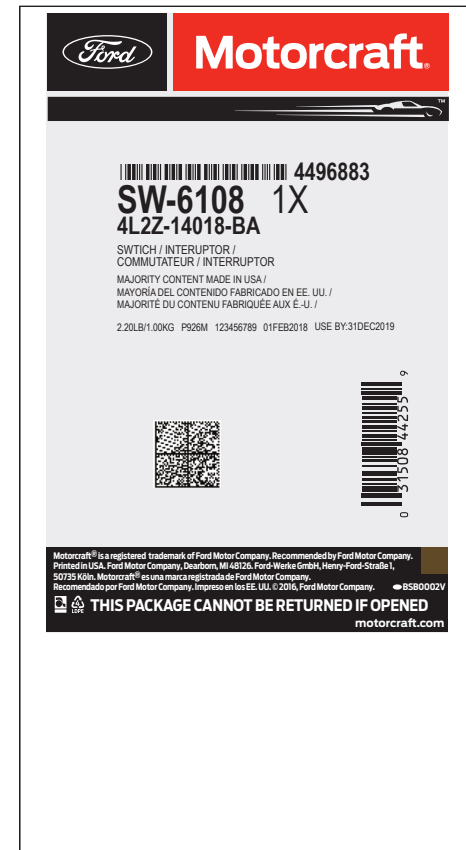 Ford
Motorcraft®
™
4496883
SW-6108 1X
4L2Z-14018-BA
SWTICH / INTERUPTOR /
COMMUTATEUR / INTERRUPTOR
MAJORITY CONTENT MADE IN USA /
MAYORÍA DEL CONTENIDO FABRICADO EN EE. UU. /
MAJORITÉ DU CONTENU FABRIQUÉE AUX É.-U. /
2.20LB/1.00KG P926M 123456789 01FEB2018 USE BY:31DEC2019
0 31508 44255 9
Motorcraft® is a registered trademark of Ford Motor Company. Recommended by Ford Motor Company.
Printed in USA. Ford Motor Company, Dearborn, MI 48126. Ford-Werke GmbH, Henry-Ford-Straße 1,
50735 Köln. Motorcraft® es una marca registrada de Ford Motor Company.
Recomendado por Ford Motor Company. Impreso en los EE. UU. © 2016, Ford Motor Company. BSB0002V
LDPE THIS PACKAGE CANNOT BE RETURNED IF OPENED
motorcraft.com